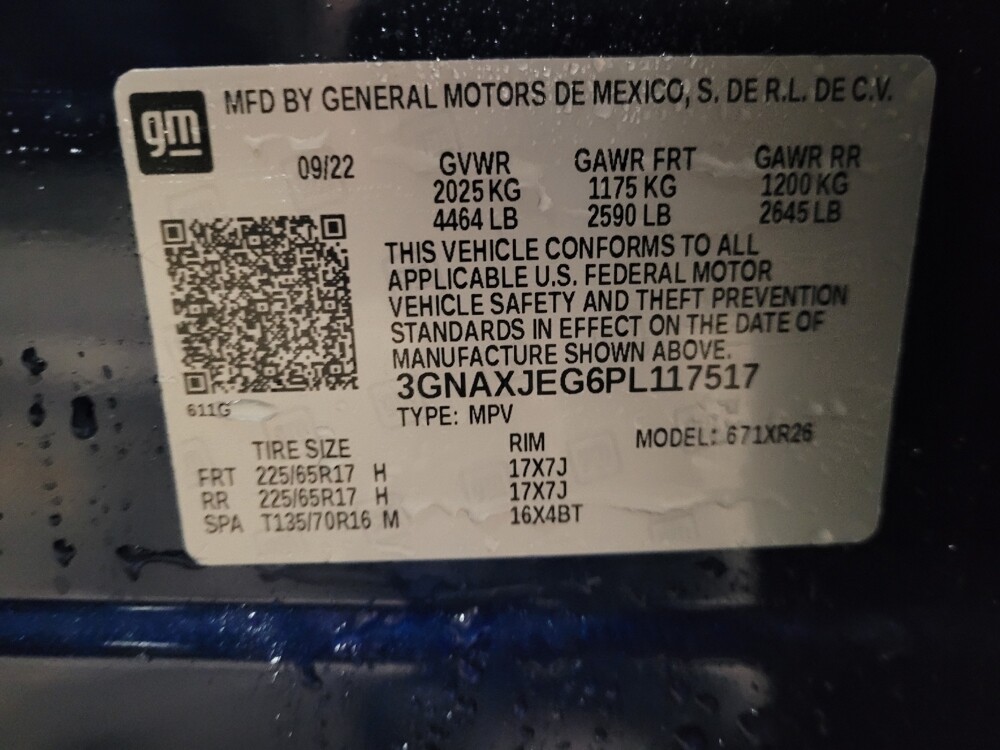 gm
MFD BY GENERAL MOTORS DE MEXICO, S. DE R.L. DE C.V.
09/22 GVWR GAWR FRT GAWR RR
2025 KG 1175 KG 1200 KG
4464 LB 2590 LB 2645 LB
THIS VEHICLE CONFORMS TO ALL
APPLICABLE U.S. FEDERAL MOTOR
VEHICLE SAFETY AND THEFT PREVENTION
STANDARDS IN EFFECT ON THE DATE OF
MANUFACTURE SHOWN ABOVE.
3GNAXJEG6PL117517
611G
TYPE: MPV
TIRE SIZE RIM MODEL: 671XR26
FRT 225/65R17 H 17X7J
RR 225/65R17 H 17X7J
SPA T135/70R16 M 16X4BT